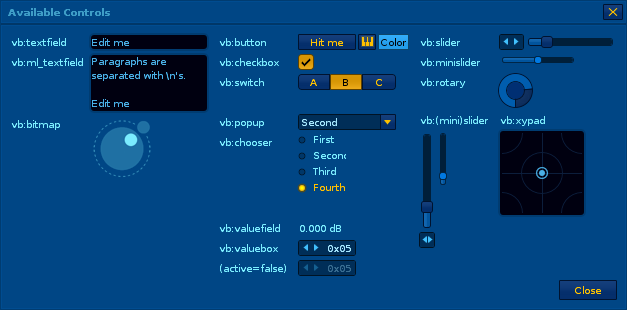 Available Controls
vb:textfield
Edit me
vb:ml_textfield
Paragraphs are
separated with \n's.
Edit me
vb:bitmap
vb:button
Hit me
Color
vb:checkbox
vb:switch
A
B
C
vb:popup
Second
vb:chooser
First
Second
Third
Fourth
vb:valuefield
0.000 dB
vb:valuebox
0x05
(active=false)
0x05
vb:slider
vb:minislider
vb:rotary
vb:(mini)slider
vb:xypad
Close